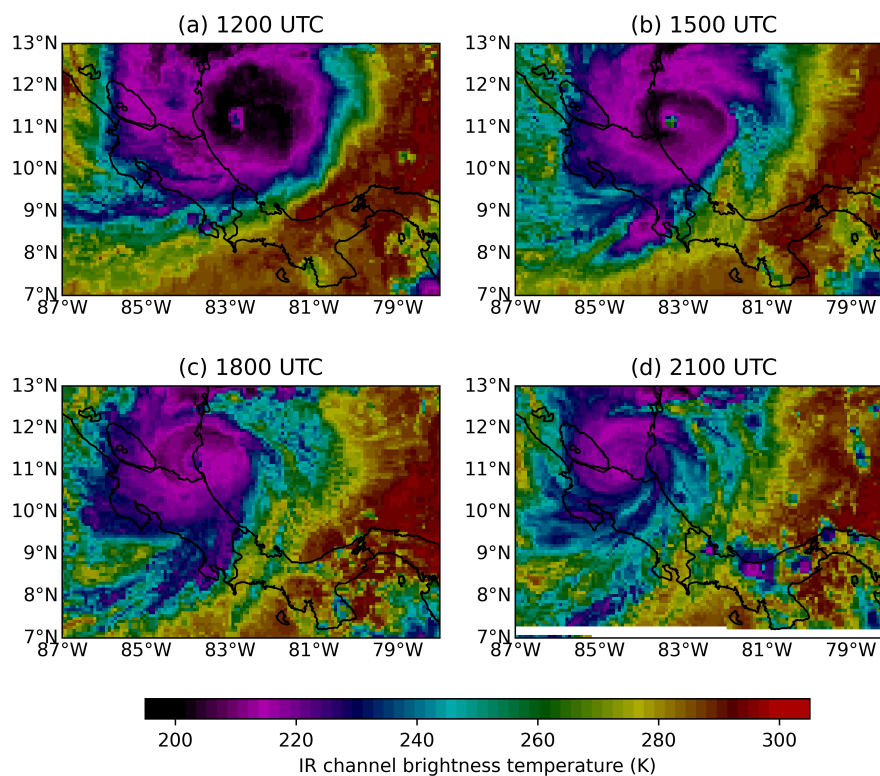 (a) 1200 UTC
(b) 1500 UTC
13°N
12°N
11°N
10°N
9°N
8°N
7°N
87°W 85°W 83°W 81°W 79°W
13°N
12°N
11°N
10°N
9°N
8°N
7°N
87°W 85°W 83°W 81°W 79°W
(c) 1800 UTC
(d) 2100 UTC
13°N
12°N
11°N
10°N
9°N
8°N
7°N
87°W 85°W 83°W 81°W 79°W
13°N
12°N
11°N
10°N
9°N
8°N
7°N
87°W 85°W 83°W 81°W 79°W
200 220 240 260 280 300
IR channel brightness temperature (K)